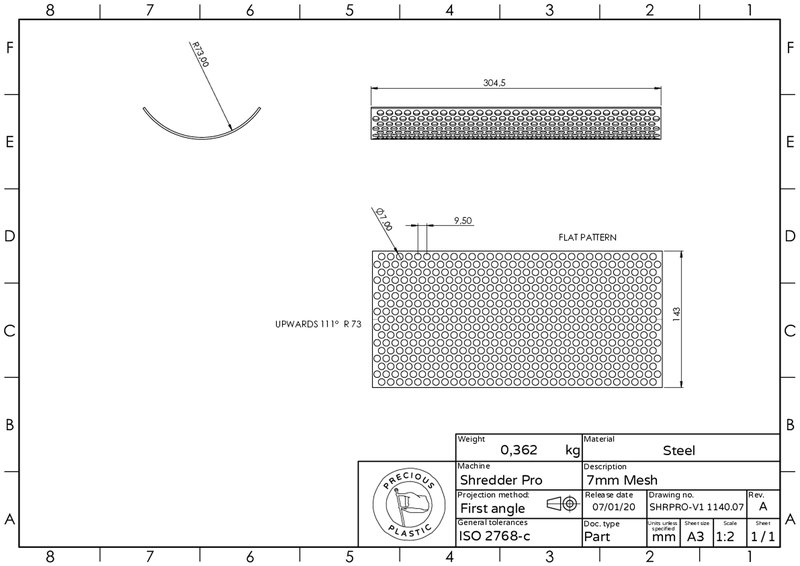 8 7 6 5 4 3 2 1
F F
R73.00
304,5
E E
Ø7.00
9,50
D D
FLAT PATTERN
UPWARDS 111° R 73
143
C C
B B
Weight
0,362 kg
Material
Steel
Machine
Shredder Pro
Description
7mm Mesh
Projection method:
First angle
Release date
07/01/20
Drawing no.
SHRPRO-V1 1140.07
Rev.
A
General tolerances
ISO 2768-c
Doc. type
Part
Units unless
specified
mm
Sheet size
A3
Scale
1:2
Sheet
1 / 1
PRECIOUS
PLASTIC
A A
8 7 6 5 4 3 2 1